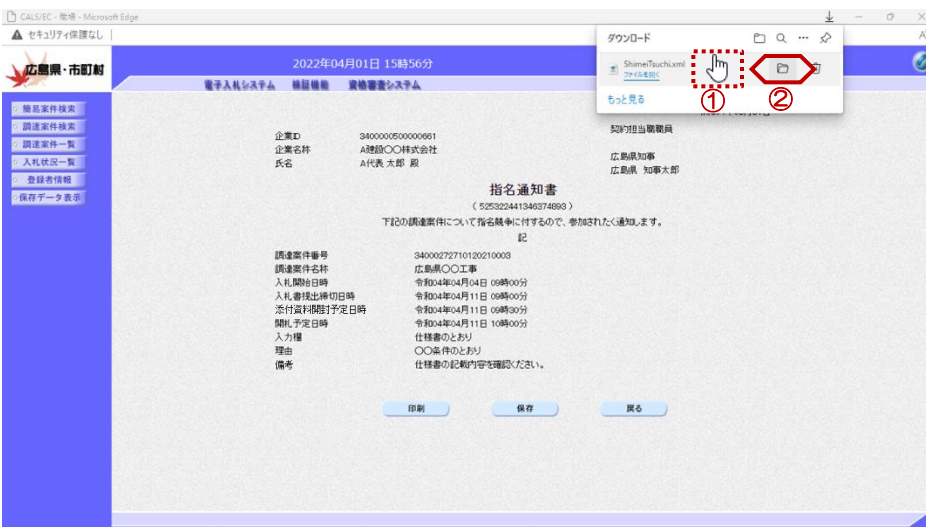 CALS/EC - 職場 - Microsoft Edge
セキュリティ保護なし
広島県・市町村
2022年04月01日 15時56分
電子入札システム 検証機能 資格審査システム
ダウンロード
ShimeiTsuchi.xml
ファイルを開く
もっと見る
①
②
簡易案件検索
調達案件検索
調達案件一覧
入札状況一覧
登録者情報
保存データ表示
企業ID 3400000500000661
企業名称 A建設〇〇株式会社
氏名 A代表 太郎 殿
契約担当職職員
広島県知事
広島県 知事太郎
指名通知書
( 525322441346374893 )
下記の調達案件について指名競争に付するので、参加されたく通知します。
記
調達案件番号 34000272710120210003
調達案件名称 広島県〇〇工事
入札開始日時 令和04年04月04日 09時00分
入札書提出締切日時 令和04年04月11日 09時00分
添付資料開封予定日時 令和04年04月11日 09時30分
開札予定日時 令和04年04月11日 10時00分
入力欄 仕様書のとおり
理由 〇〇条件のとおり
備考 仕様書の記載内容を確認ください。
印刷 保存 戻る